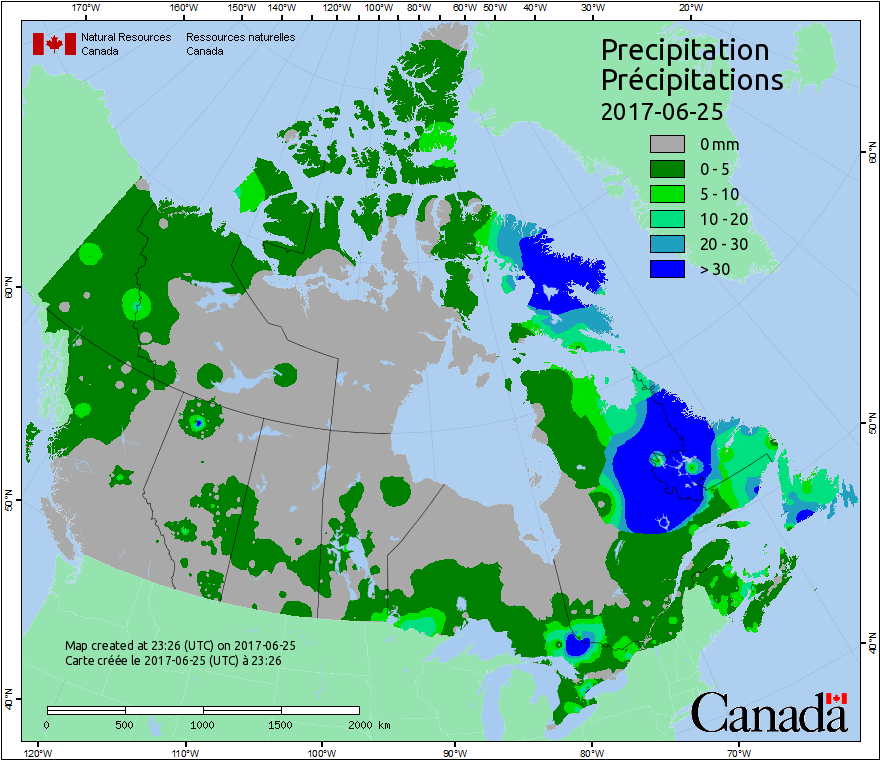 170°W 160°W 150°W 140°W 120°W 100°W 80°W 60°W 50°W 40°W 30°W 20°W
Natural Resources Ressources naturelles
Canada Canada
Precipitation
Précipitations
2017-06-25
0 mm
0 - 5
5 - 10
10 - 20
20 - 30
> 30
60°N
60°N
50°N
50°N
40°N
40°N
Map created at 23:26 (UTC) on 2017-06-25
Carte créée le 2017-06-25 (UTC) à 23:26
0 500 1000 1500 2000 km
Canada
120°W 110°W 100°W 90°W 80°W 70°W